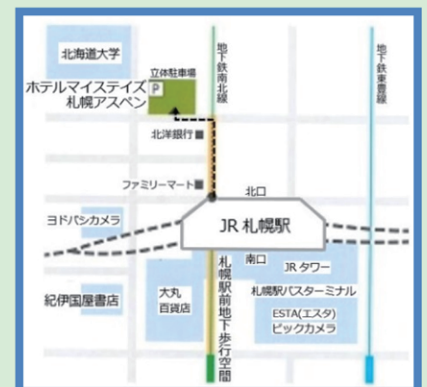 北海道大学
立体駐車場
P
ホテルマイステイズ
札幌アスペン
地下鉄南北線
地下鉄東豊線
北洋銀行
ファミリーマート
北口
ヨドバシカメラ
JR 札幌駅
南口
JR タワー
札幌駅バスターミナル
紀伊国屋書店
大丸
百貨店
ESTA(エスタ)
ビックカメラ
札幌駅前地下歩行空間